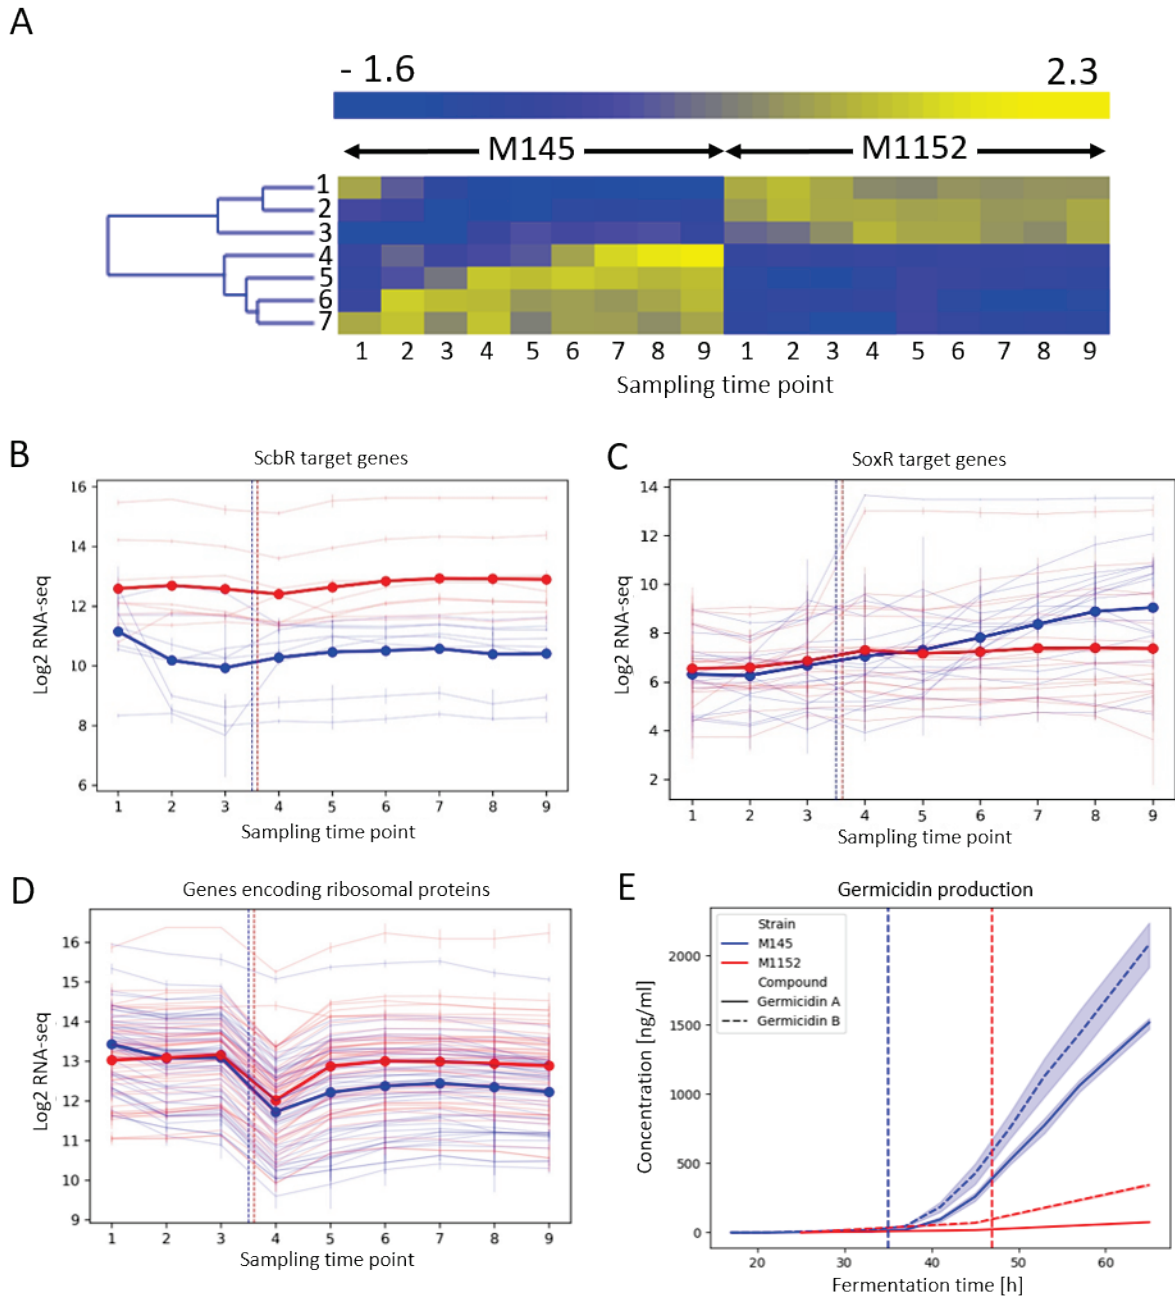 A
- 1.6 2.3
M145 M1152
1
2
3
4
5
6
7
1 2 3 4 5 6 7 8 9 1 2 3 4 5 6 7 8 9
Sampling time point
B
ScbR target genes
16
14
12
10
8
6
Log2 RNA-seq
1 2 3 4 5 6 7 8 9
Sampling time point
C
SoxR target genes
14
12
10
8
6
4
2
Log2 RNA-seq
1 2 3 4 5 6 7 8 9
Sampling time point
D
Genes encoding ribosomal proteins
16
15
14
13
12
11
10
9
Log2 RNA-seq
1 2 3 4 5 6 7 8 9
Sampling time point
E
Germicidin production
Strain
M145
M1152
Compound
Germicidin A
Germicidin B
2000
1500
1000
500
0
Concentration [ng/ml]
20 30 40 50 60
Fermentation time [h]